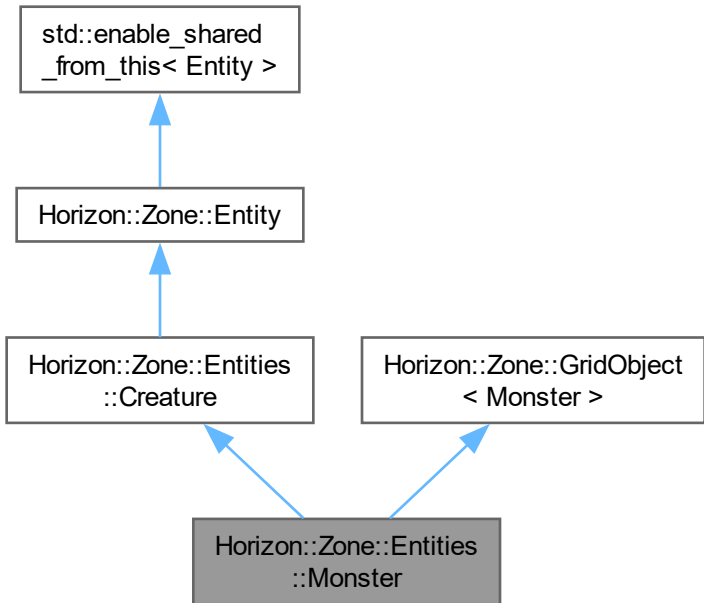 std::enable_shared
_from_this< Entity >
Horizon::Zone::Entity
Horizon::Zone::Entities
::Creature
Horizon::Zone::GridObject
< Monster >
Horizon::Zone::Entities
::Monster